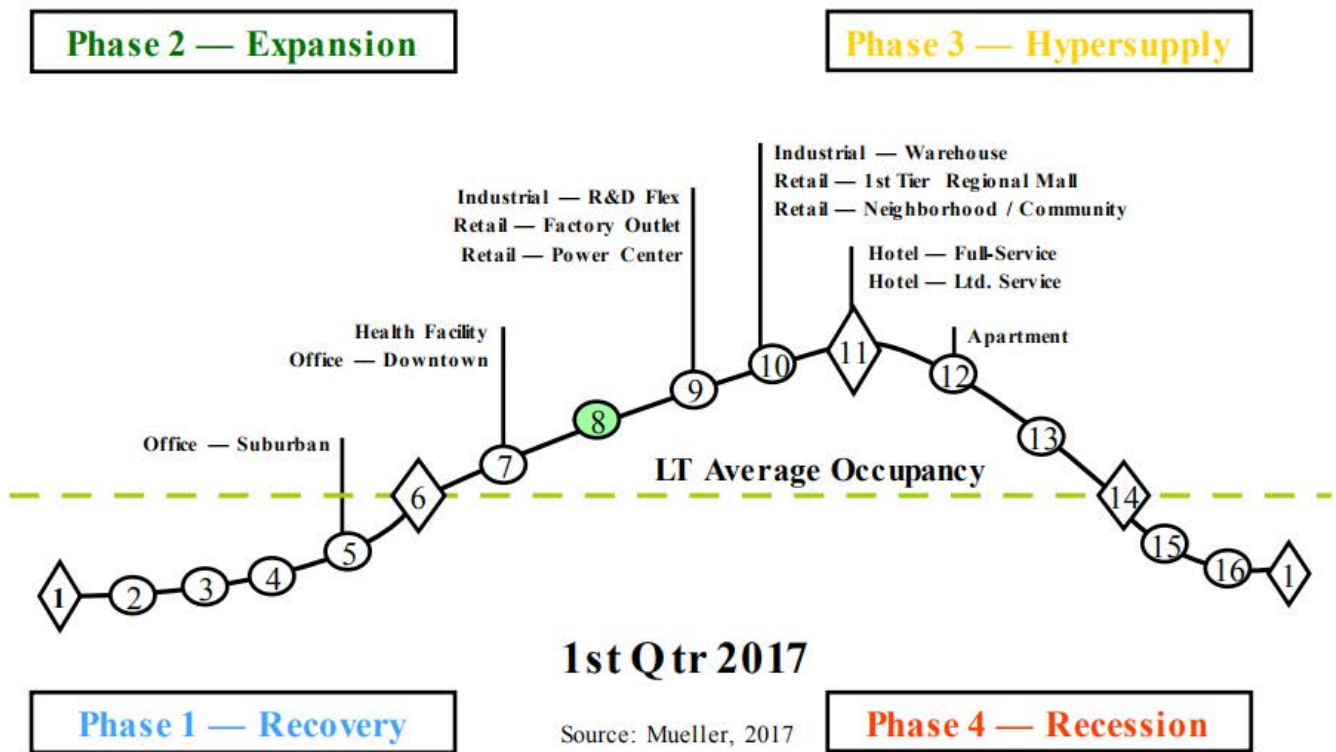 Phase 2 — Expansion
Phase 3 — Hypersupply
Industrial — Warehouse
Retail — 1st Tier Regional Mall
Retail — Neighborhood / Community
Industrial — R&D Flex
Retail — Factory Outlet
Retail — Power Center
Hotel — Full-Service
Hotel — Ltd. Service
Health Facility
Office — Downtown
Apartment
Office — Suburban
LT Average Occupancy
1
2
3
4
5
6
7
8
9
10
11
12
13
14
15
16
1
1st Qtr 2017
Phase 1 — Recovery
Source: Mueller, 2017
Phase 4 — Recession